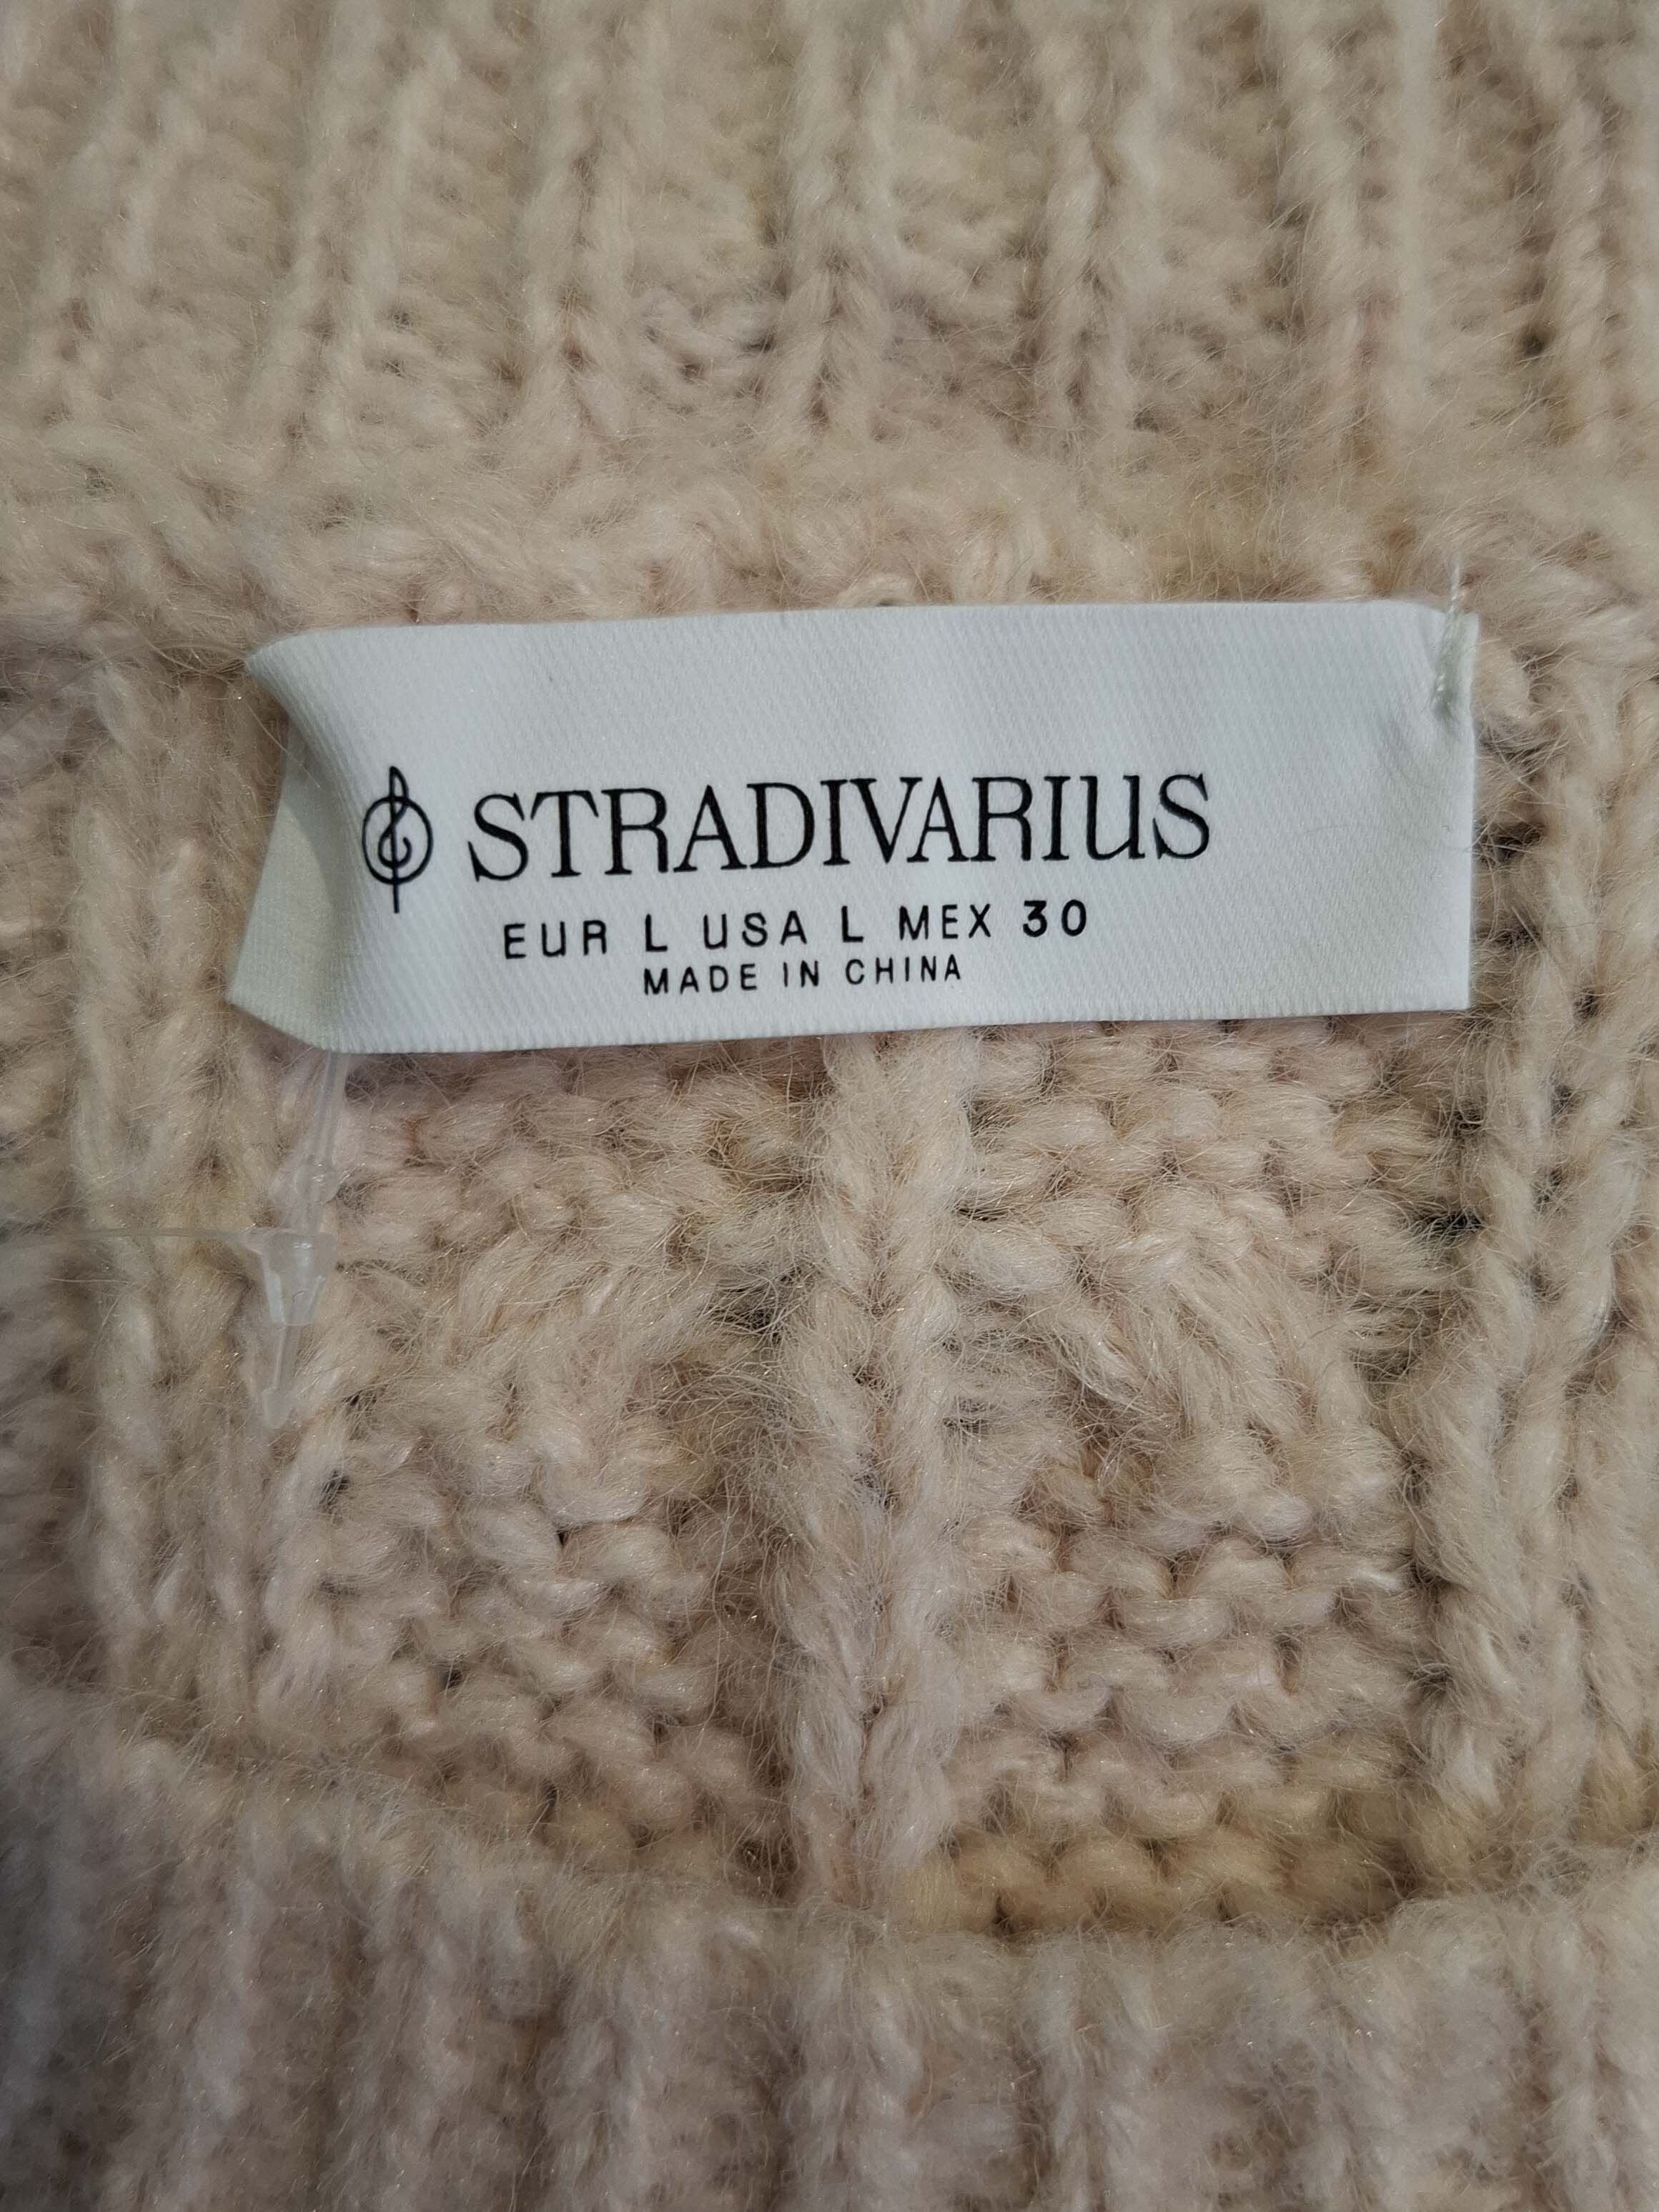 STRADIVARIUS
EUR L USA L MEX 30
MADE IN CHINA